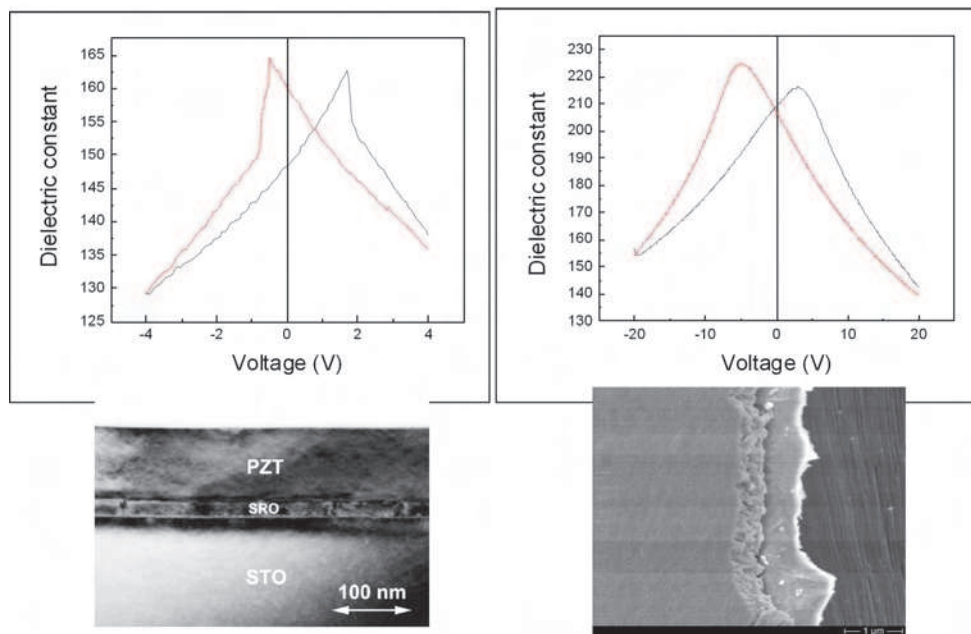 Dielectric constant
165
160
155
150
145
140
135
130
125
-4 -2 0 2 4
Voltage (V)
Dielectric constant
230
220
210
200
190
180
170
160
150
140
130
-20 -10 0 10 20
Voltage (V)
PZT
SRO
STO
100 nm
1 µm